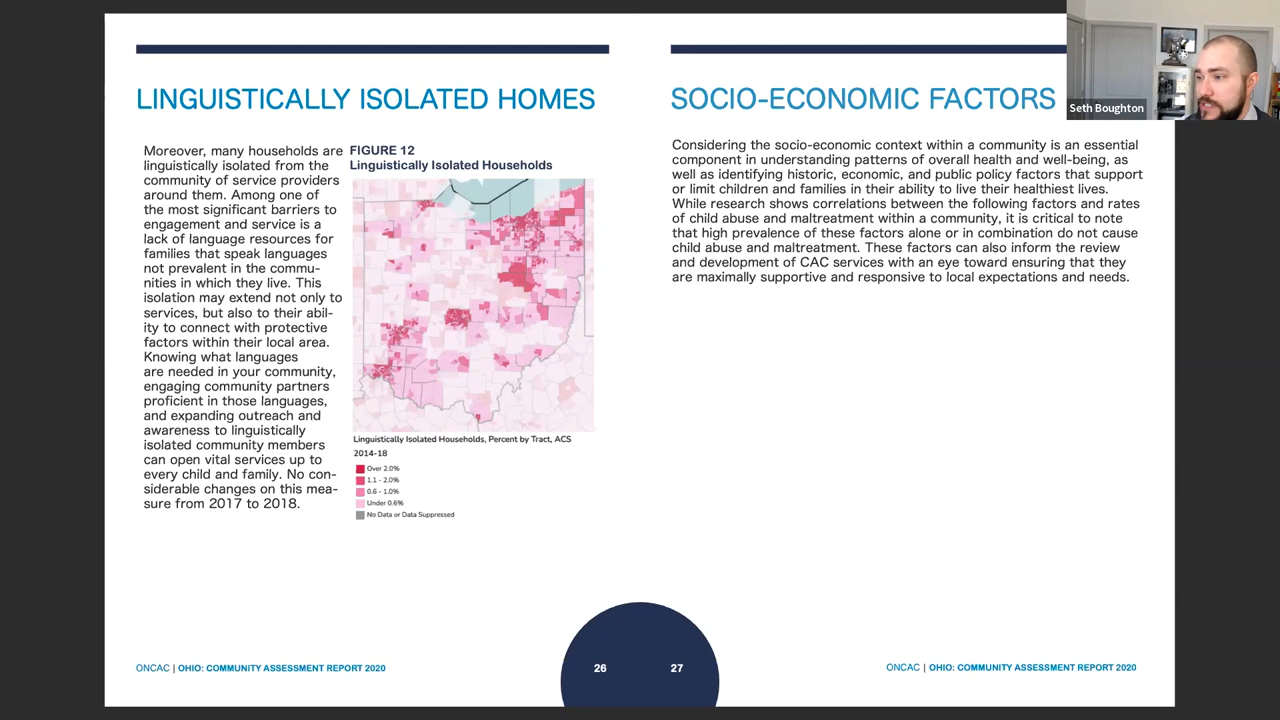 LINGUISTICALLY ISOLATED HOMES
Moreover, many households are
linguistically isolated from the
community of service providers
around them. Among one of
the most significant barriers to
engagement and service is a
lack of language resources for
families that speak languages
not prevalent in the commu-
nities in which they live. This
isolation may extend not only to
services, but also to their abil-
ity to connect with protective
factors within their local area.
Knowing what languages
are needed in your community,
engaging community partners
proficient in those languages,
and expanding outreach and
awareness to linguistically
isolated community members
can open vital services up to
every child and family. No con-
siderable changes on this mea-
sure from 2017 to 2018.
FIGURE 12
Linguistically Isolated Households
Linguistically Isolated Households, Percent by Tract, ACS
2014-18
Over 2.0%
1.1 - 2.0%
0.6 - 1.0%
Under 0.6%
No Data or Data Suppressed
ONCAC | OHIO: COMMUNITY ASSESSMENT REPORT 2020
26
SOCIO-ECONOMIC FACTORS
Considering the socio-economic context within a community is an essential
component in understanding patterns of overall health and well-being, as
well as identifying historic, economic, and public policy factors that support
or limit children and families in their ability to live their healthiest lives.
While research shows correlations between the following factors and rates
of child abuse and maltreatment within a community, it is critical to note
that high prevalence of these factors alone or in combination do not cause
child abuse and maltreatment. These factors can also inform the review
and development of CAC services with an eye toward ensuring that they
are maximally supportive and responsive to local expectations and needs.
27
ONCAC | OHIO: COMMUNITY ASSESSMENT REPORT 2020
Seth Boughton